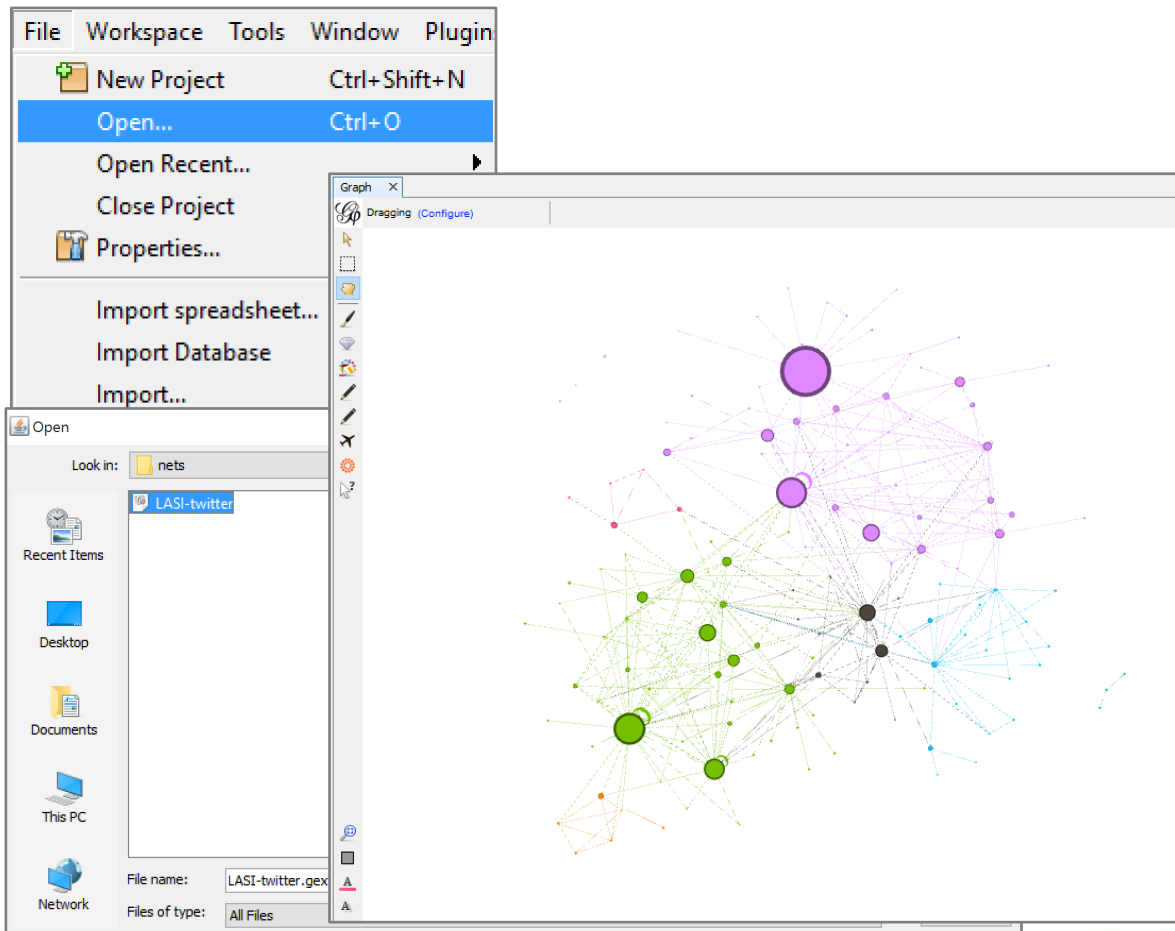 File Workspace Tools Window Plugin
New Project Ctrl+Shift+N
Open... Ctrl+O
Open Recent...
Close Project
Properties...
Import spreadsheet...
Import Database
Import...
Graph
Dragging (Configure)
Open
Look in: nets
LASI-twitter
Recent Items
Desktop
Documents
This PC
Network
File name: LASI-twitter.gex
Files of type: All Files